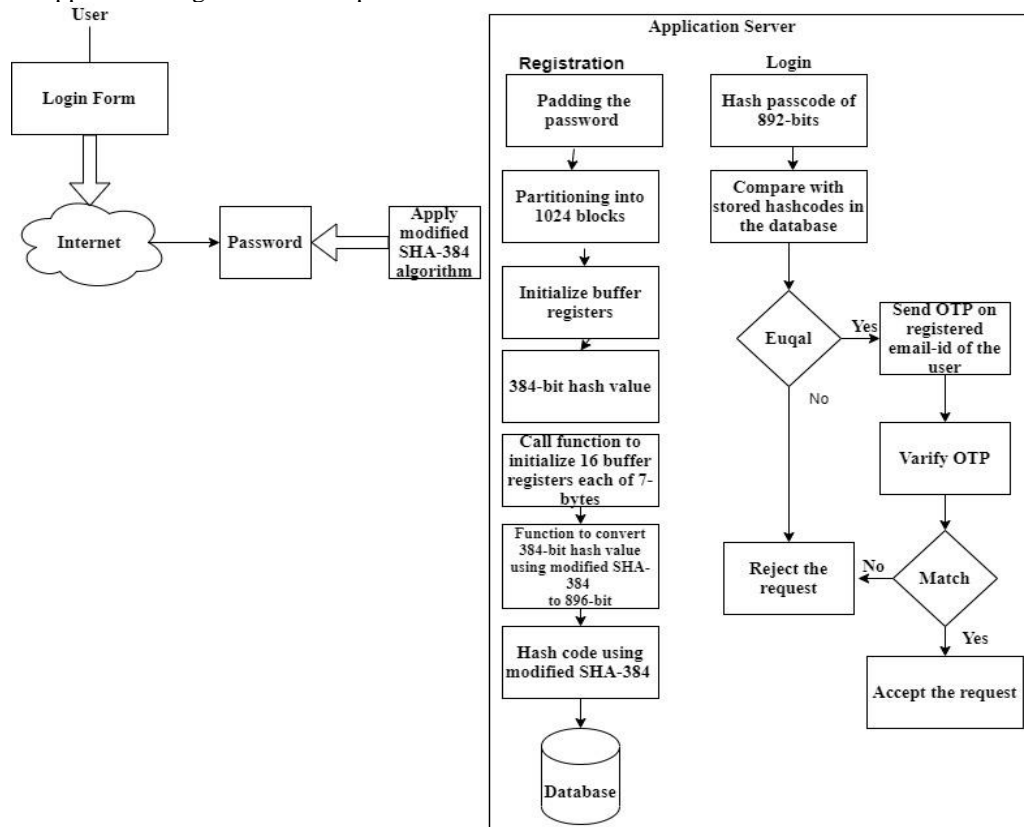 User
Login Form
Internet
Password
Apply
modified
SHA-384
algorithm
Application Server
Registration
Padding the
password
Partitioning into
1024 blocks
Initialize buffer
registers
384-bit hash value
Call function to
initialize 16 buffer
registers each of 7-
bytes
Function to convert
384-bit hash value
using modified SHA-
384
to 896-bit
Hash code using
modified SHA-384
Database
Login
Hash passcode of
892-bits
Compare with
stored hashcodes in
the database
Euqal
Yes
Send OTP on
registered
email-id of the
user
No
Varify OTP
Match
No
Reject the
request
Yes
Accept the request